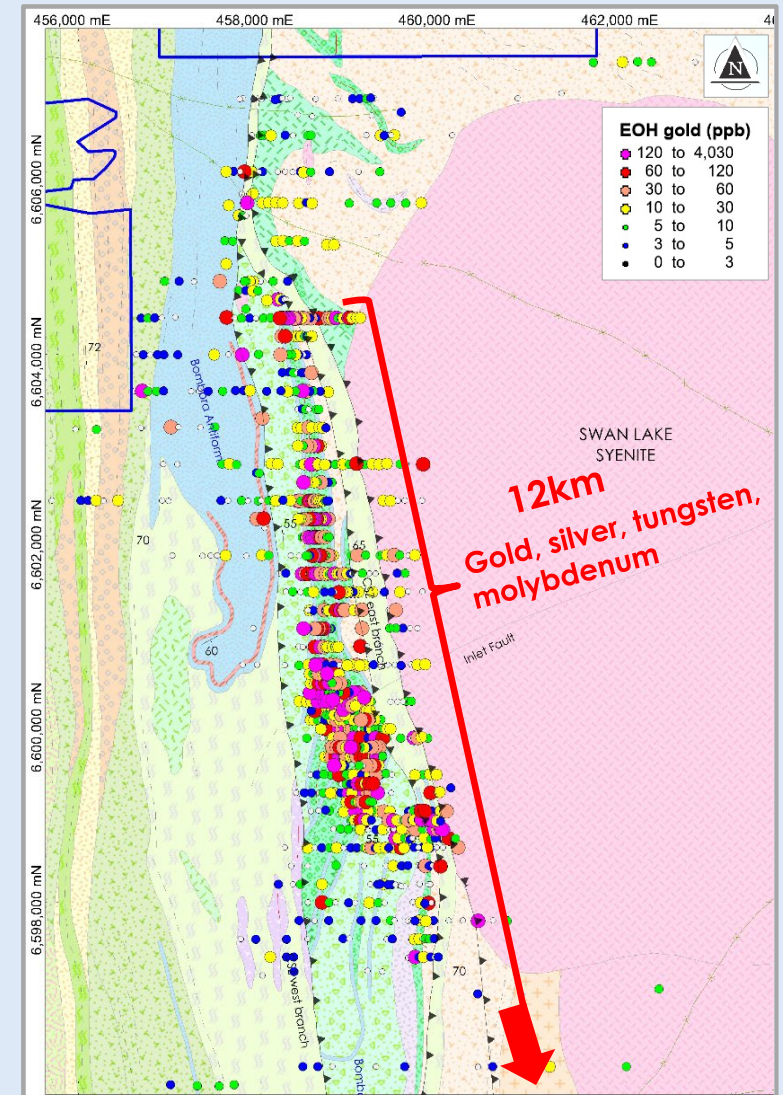 456,000 mE
458,000 mE
460,000 mE
462,000 mE
N
EOH gold (ppb)
120 to 4,030
60 to 120
30 to 60
10 to 30
5 to 10
3 to 5
0 to 3
6,606,000 mN
6,604,000 mN
72
Bombora Antiform
SWAN LAKE
SYENITE
12km
Gold, silver, tungsten,
molybdenum
6,602,000 mN
55
70
65
east branch
60
Inlet Fault
6,600,000 mN
55
6,598,000 mN
70
west branch